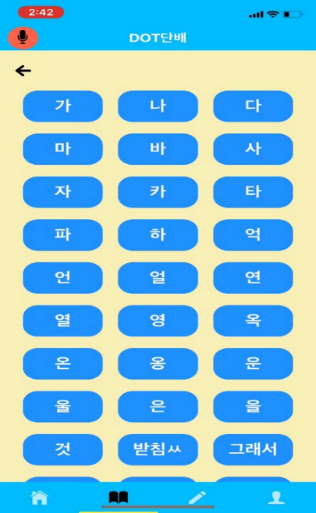 2:42
DOT단배
가 나 다
마 바 사
자 카 타
파 하 억
언 얼 연
열 영 옥
온 옹 운
울 은 을
것 받침ㅆ 그래서